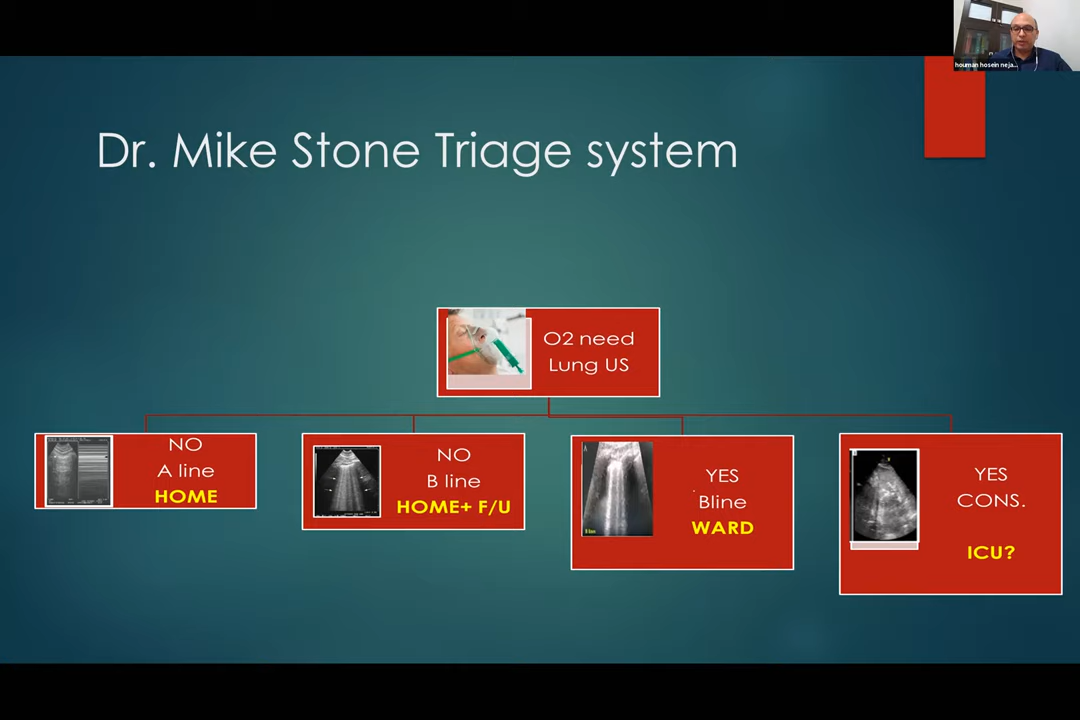 houman hosein neja...
Dr. Mike Stone Triage system
O2 need
Lung US
NO
A line
HOME
NO
B line
HOME+ F/U
A
YES
Bline
WARD
YES
CONS.
ICU?